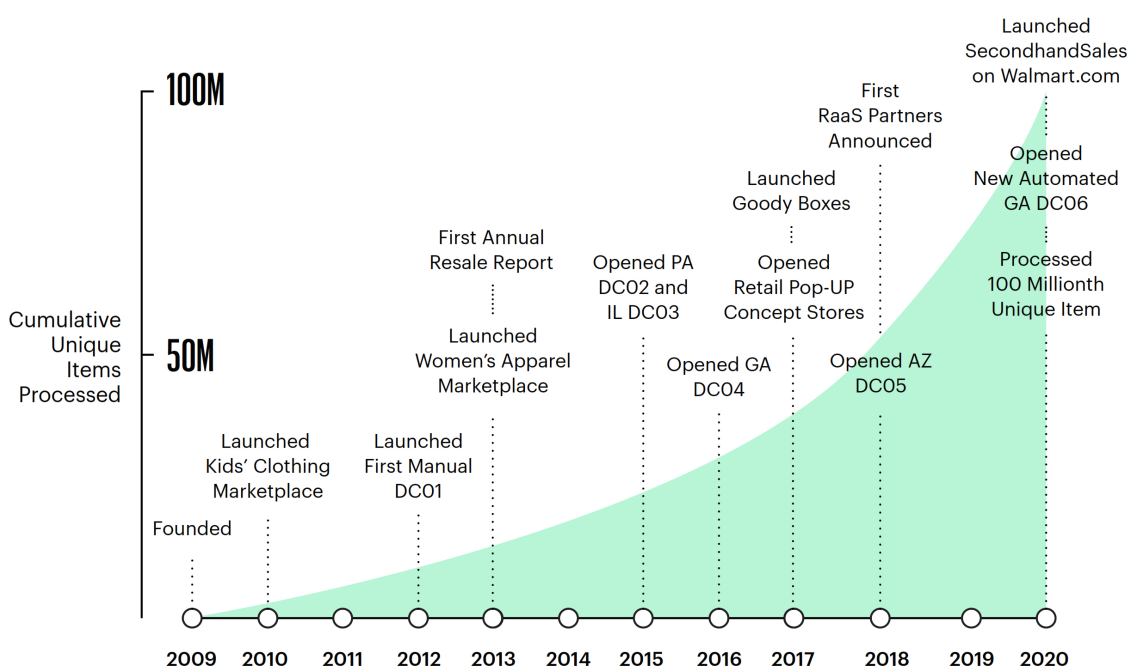 Launched
SecondhandSales
on Walmart.com
100M
First
RaaS Partners
Announced
Opened
New Automated
GA DC06
Launched
Goody Boxes
First Annual
Resale Report
Opened PA
DC02 and
IL DC03
Opened
Retail Pop-UP
Concept Stores
Processed
100 Millionth
Unique Item
Cumulative
Unique
Items
Processed
50M
Launched
Women’s Apparel
Marketplace
Opened GA
DC04
Opened AZ
DC05
Launched
Kids’ Clothing
Marketplace
Launched
First Manual
DC01
Founded
2009
2010
2011
2012
2013
2014
2015
2016
2017
2018
2019
2020